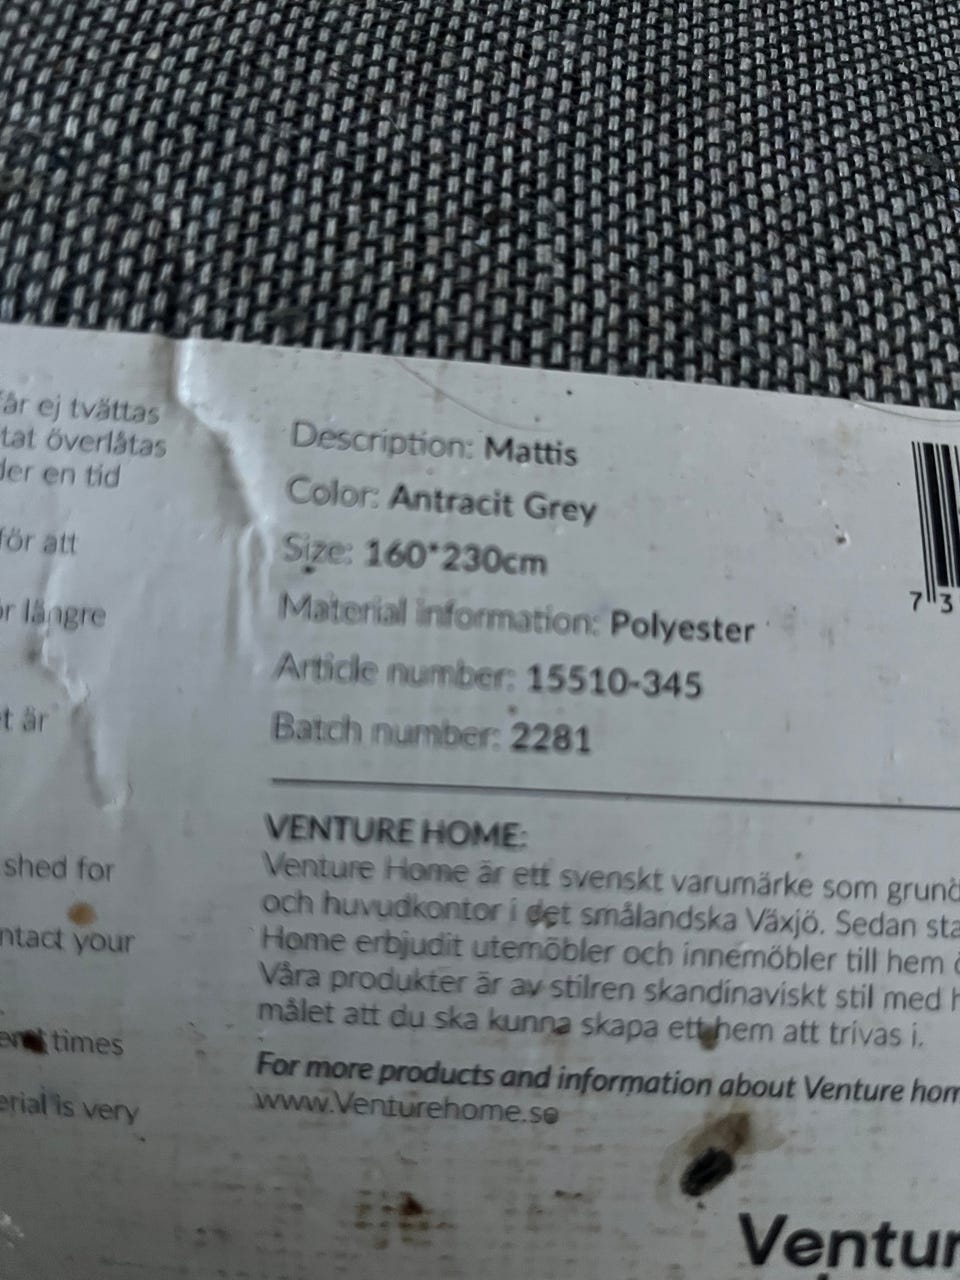 får ej tvättas
tat överlåtas
der en tid
för att
ör längre
t är
shed for
ntact your
times
erial is very
Description: Mattis
Color: Antracit Grey
Size: 160*230cm
Material information: Polyester
Article number: 15510-345
Batch number: 2281
7 3
VENTURE HOME:
Venture Home är ett svenskt varumärke som grund
och huvudkontor i det småländska Växjö. Sedan sta
Home erbjudit utemöbler och innemöbler till hem
Våra produkter är av stilren skandinaviskt stil med h
målet att du ska kunna skapa ett hem att trivas i.
For more products and information about Venture hom
www.Venturehome.se
Ventur